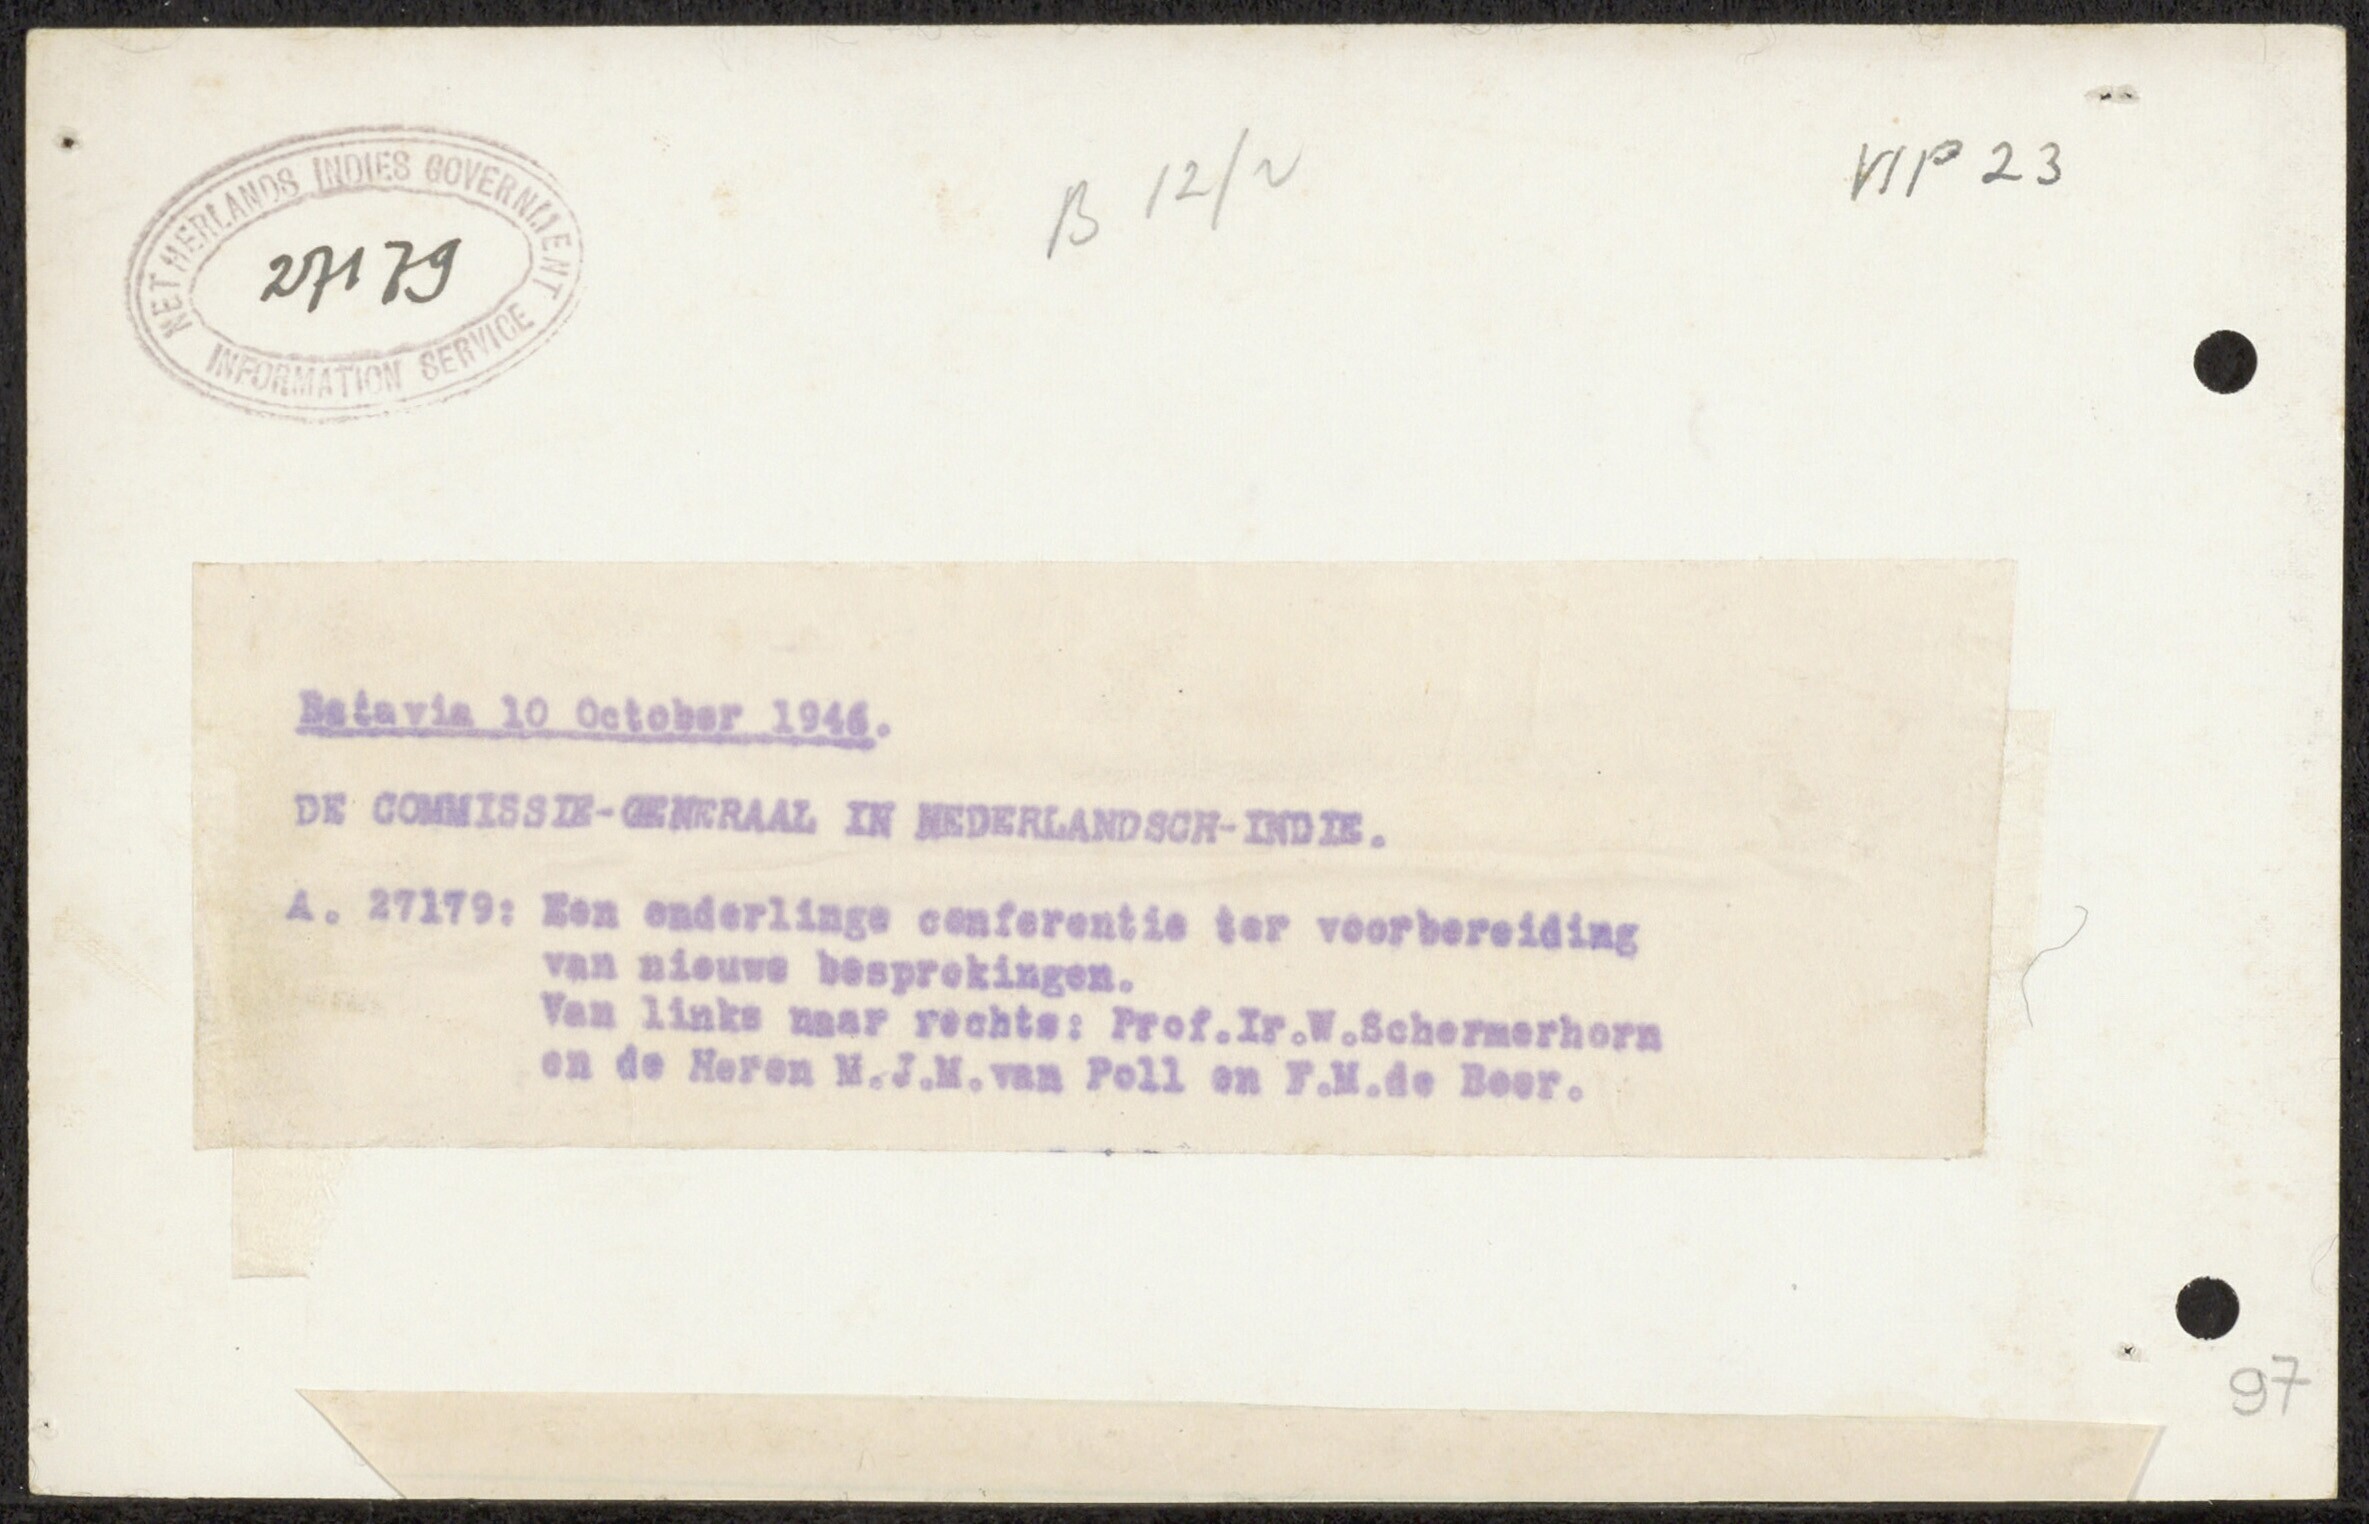 NETHERLANDS INDIES GOVERNMENT
27179
INFORMATION SERVICE
B 12/2
VIP 23
Batavia 10 October 1946.
DE COMMISSIE-GENERAAL IN NEDERLANDSCH-INDIE.
A. 27179: Een onderlinge conferentie ter voorbereiding
van nieuwe besprekingen.
Van links naar rechts: Prof.Ir.W.Schermerhorn
en de Heren M.J.M.van Poll en F.M.de Boer.
97